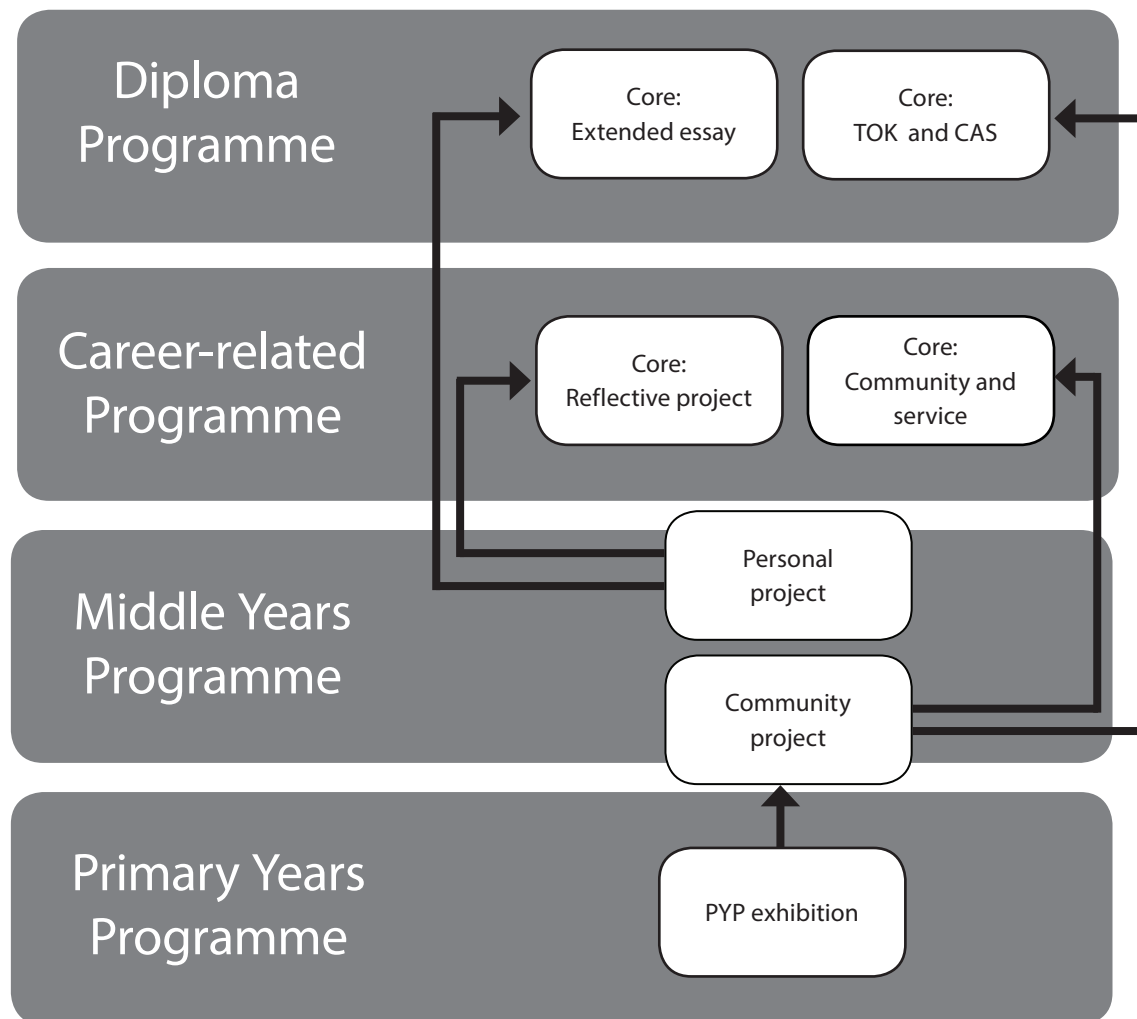 Diploma
Programme
Core:
Extended essay
Core:
TOK and CAS
Career-related
Programme
Core:
Reflective project
Core:
Community and
service
Middle Years
Programme
Personal
project
Community
project
Primary Years
Programme
PYP exhibition